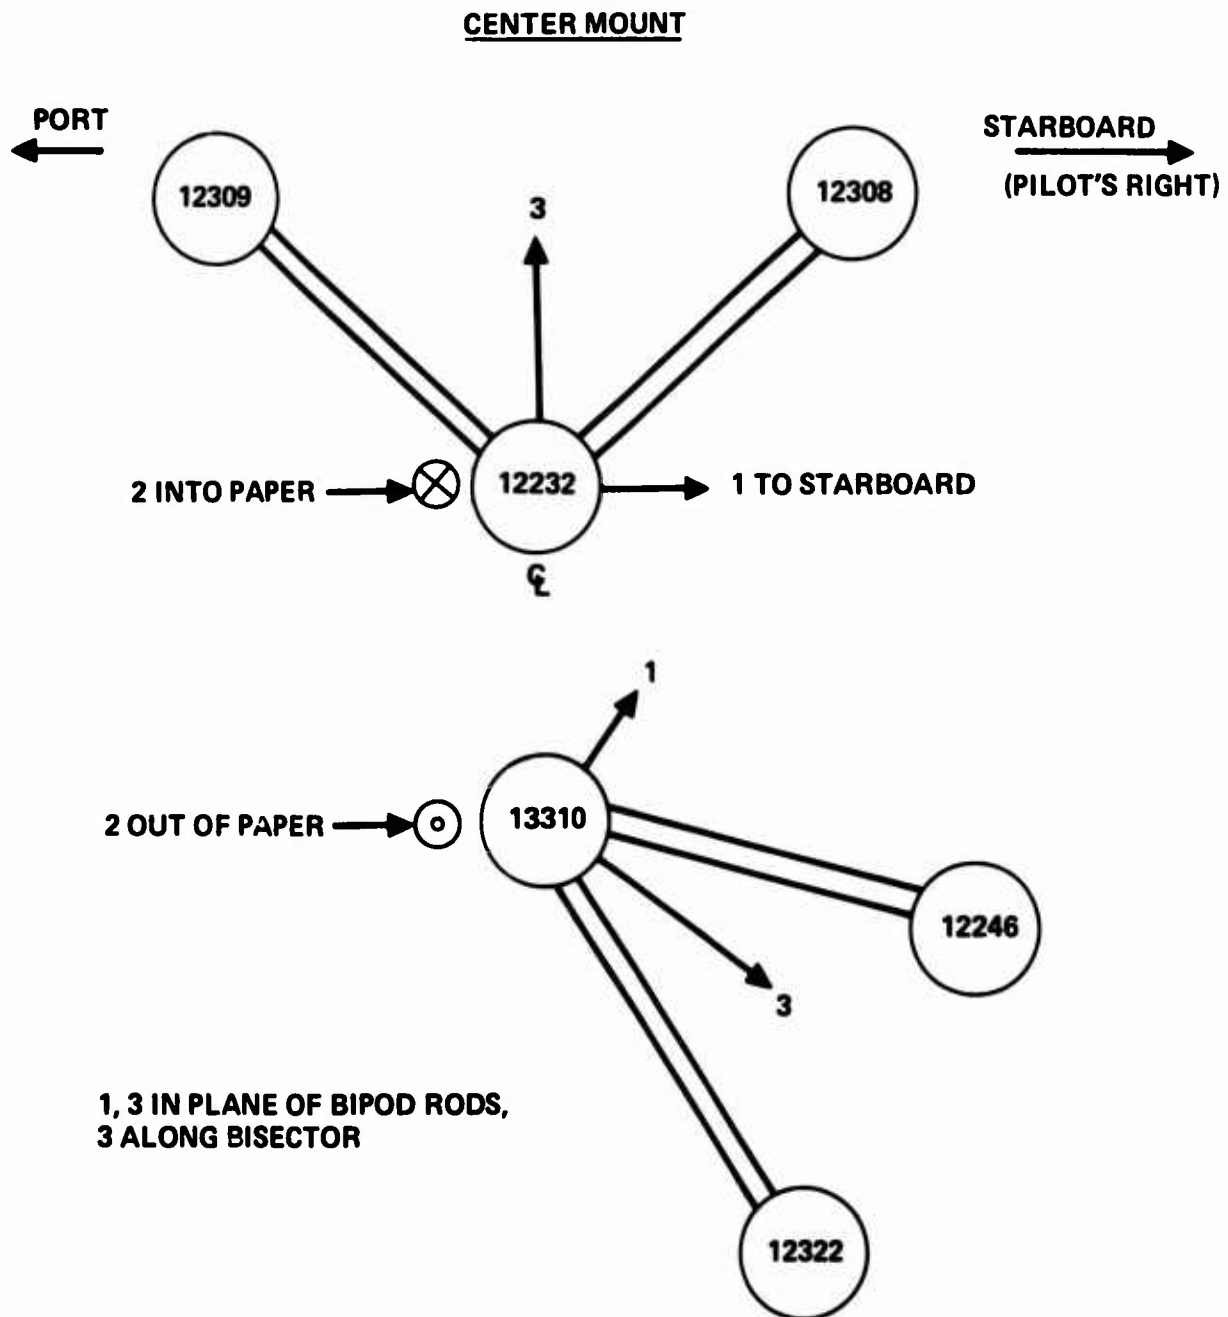 CENTER MOUNT
PORT
STARBOARD
(PILOT'S RIGHT)
12309
12308
3
2 INTO PAPER
12232
1 TO STARBOARD
℄
1
2 OUT OF PAPER
13310
12246
3
1, 3 IN PLANE OF BIPOD RODS,
3 ALONG BISECTOR
12322